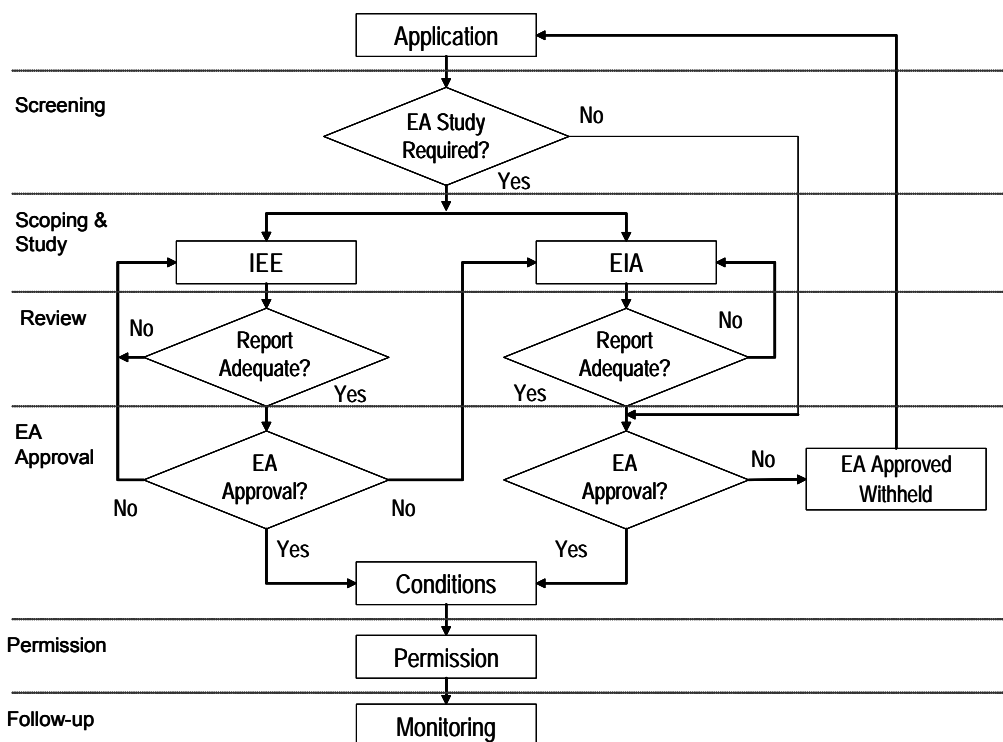 Application
Screening
EA Study
Required?
No
Yes
Scoping &
Study
IEE
EIA
Review
No
Report
Adequate?
Yes
Report
Adequate?
No
Yes
EA
Approval
EA
Approval?
No
No
Yes
EA
Approval?
No
Yes
EA Approved
Withheld
Conditions
Permission
Permission
Follow-up
Monitoring